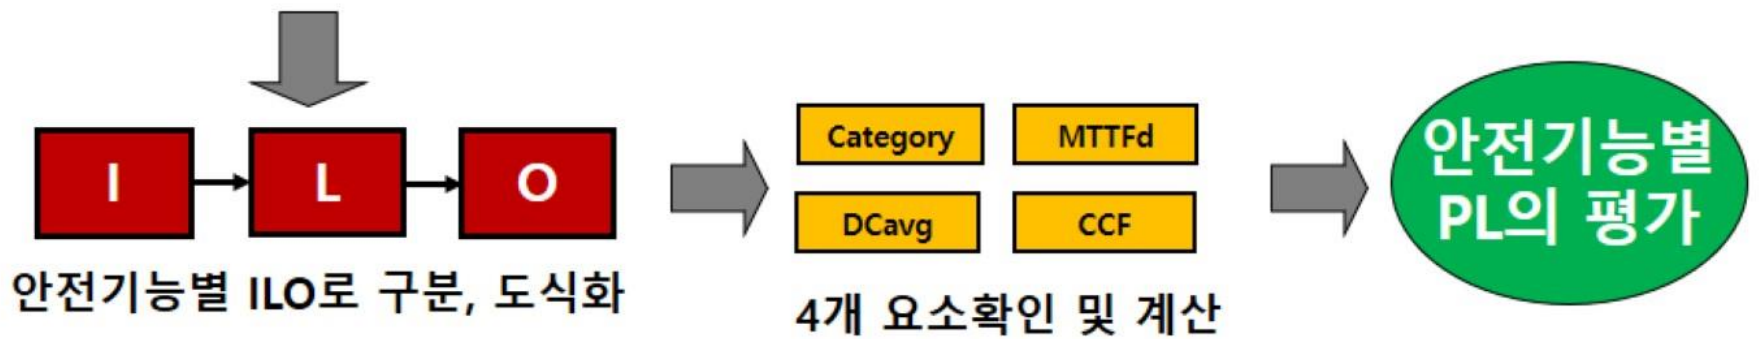 I
L
O
안전기능별 ILO로 구분, 도식화
Category
MTTFd
DCavg
CCF
4개 요소확인 및 계산
안전기능별
PL의 평가